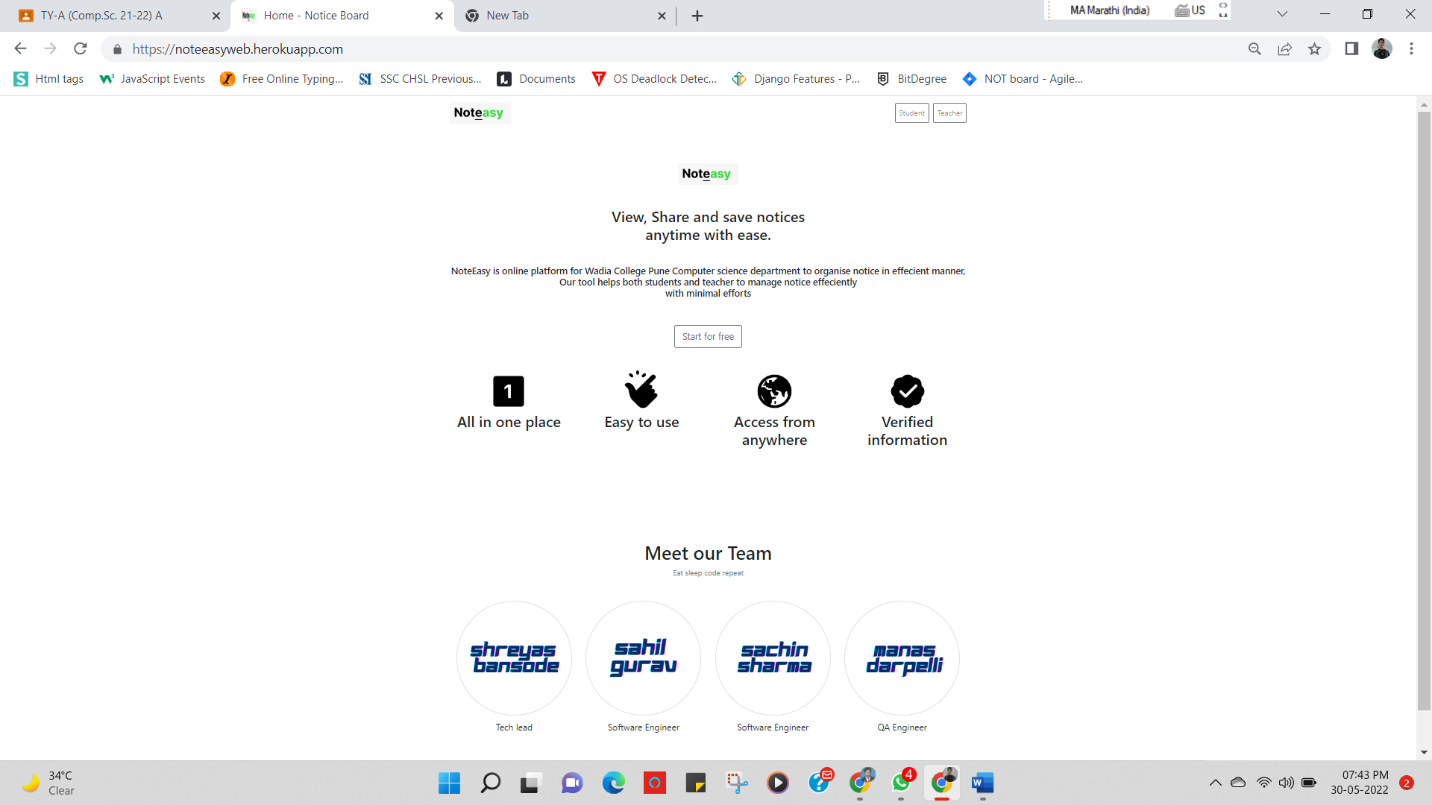 TY-A (Comp.Sc. 21-22) A
Home - Notice Board
New Tab
MA Marathi (India)
US
https://noteeasyweb.herokuapp.com
Html tags
JavaScript Events
Free Online Typing...
SSC CHSL Previous...
Documents
OS Deadlock Detec...
Django Features - P...
BitDegree
NOT board - Agile...
Noteasy
Student
Teacher
Noteasy
View, Share and save notices
anytime with ease.
NoteEasy is online platform for Wadia College Pune Computer science department to organise notice in effecient manner.
Our tool helps both students and teacher to manage notice effeciently
with minimal efforts
Start for free
1
All in one place
Easy to use
Access from
anywhere
Verified
information
Meet our Team
Eat sleep code repeat
shreyas
bansode
sahil
gurav
sachin
sharma
manas
darpelli
Tech lead
Software Engineer
Software Engineer
QA Engineer
34°C
Clear
4
07:43 PM
30-05-2022
2